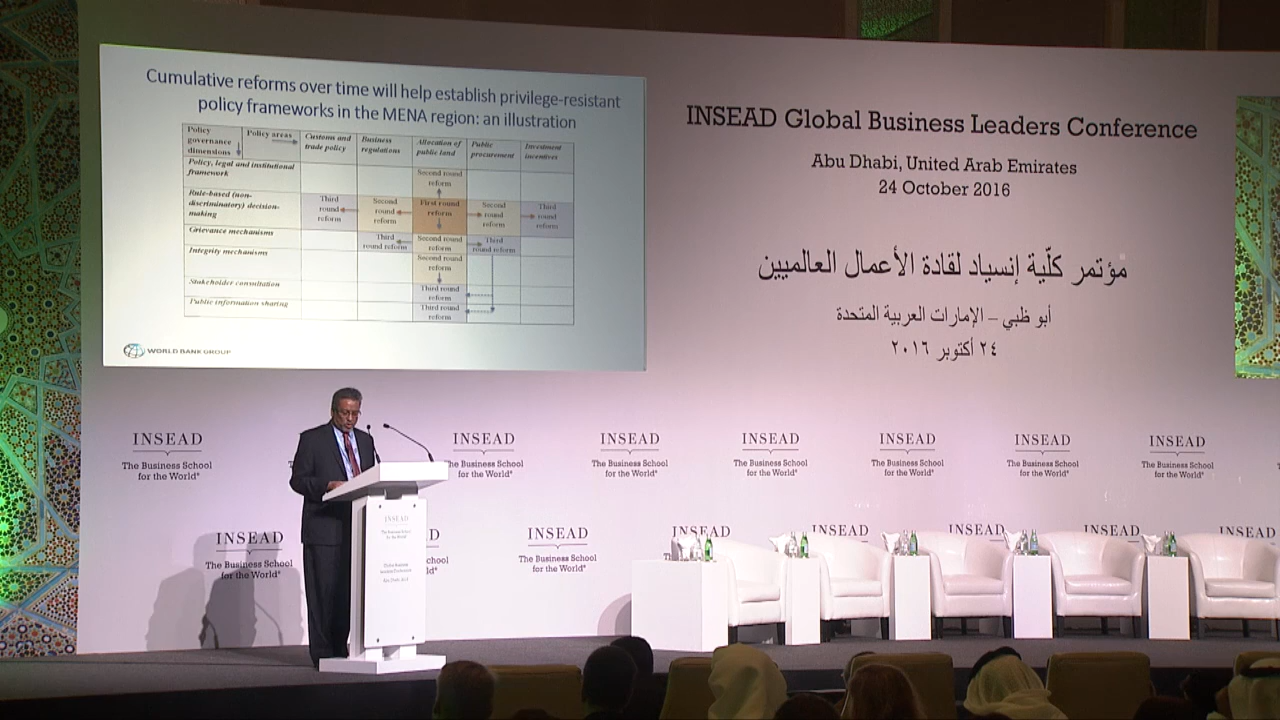 Cumulative reforms over time will help establish privilege-resistant
policy frameworks in the MENA region: an illustration
Policy governance dimensions
Policy areas
Customs and trade policy
Business regulations
Allocation of public land
Public procurement
Investment incentives
Policy, legal and institutional framework
Second round reform
Rule-based (non-discriminatory) decision-making
Third round reform
Second round reform
First round reform
Second round reform
Third round reform
Grievance mechanisms
Third round reform
Second round reform
Third round reform
Integrity mechanisms
Second round reform
Stakeholder consultation
Third round reform
Public information sharing
Third round reform
WORLD BANK GROUP
INSEAD Global Business Leaders Conference
Abu Dhabi, United Arab Emirates
24 October 2016
مؤتمر كلّية إنسياد لقادة الأعمال العالميين
أبو ظبي – الإمارات العربية المتحدة
٢٤ أكتوبر ٢٠١٦
INSEAD
The Business School
for the World®
INSEAD
he Business School
for the World®
INSEAD
The Business School
for the World®
INSEAD
The Business School
for the World®
INSEAD
The Business School
for the World®
INSEAD
The Business School
for the World®
INSEAD
The Business School
for the World®
INSEAD
The Business School
for the World®
D
chool
ld®
INSEAD
The Business School
for the World®
INSEAD
INSEAD
INSEAD
INSEAD
INSEAD
INSEAD
The Business School
for the World®